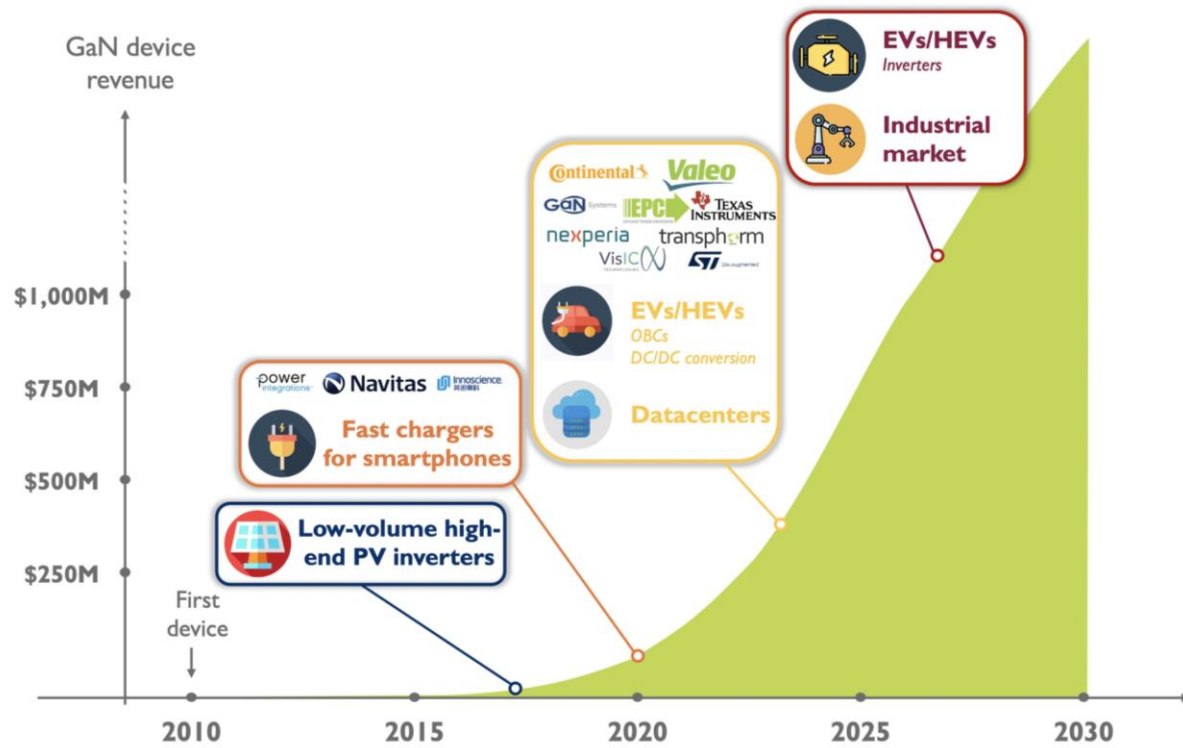 GaN device
revenue
$1,000M
$750M
$500M
$250M
First
device
2010
2015
2020
2025
2030
Low-volume high-
end PV inverters
power
integrations
Navitas
Innoscience
Fast chargers
for smartphones
Continental
Valeo
GaN Systems
EPC
TEXAS
INSTRUMENTS
nexperia
transphorm
VisIC
TECHNOLOGIES
ST
EVs/HEVs
OBCs
DC/DC conversion
Datacenters
EVs/HEVs
Inverters
Industrial
market